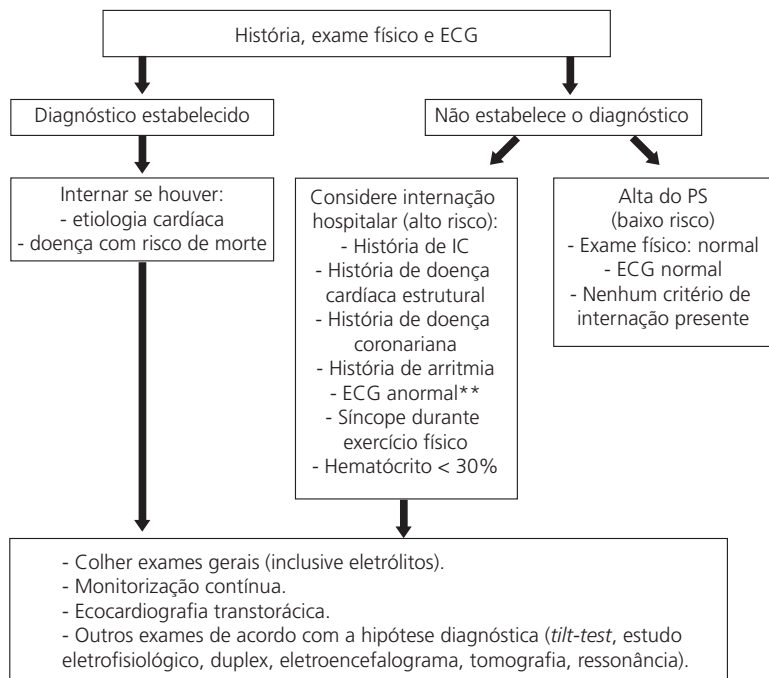 História, exame físico e ECG
Diagnóstico estabelecido
Não estabelece o diagnóstico
Internar se houver:
- etiologia cardíaca
- doença com risco de morte
Considere internação
hospitalar (alto risco):
- História de IC
- História de doença
cardíaca estrutural
- História de doença
coronariana
- História de arritmia
- ECG anormal**
- Síncope durante
exercício físico
- Hematócrito < 30%
Alta do PS
(baixo risco)
- Exame físico: normal
- ECG normal
- Nenhum critério de
internação presente
- Colher exames gerais (inclusive eletrólitos).
- Monitorização contínua.
- Ecocardiografia transtorácica.
- Outros exames de acordo com a hipótese diagnóstica (tilt-test, estudo
eletrofisiológico, duplex, eletroencefalograma, tomografia, ressonância).